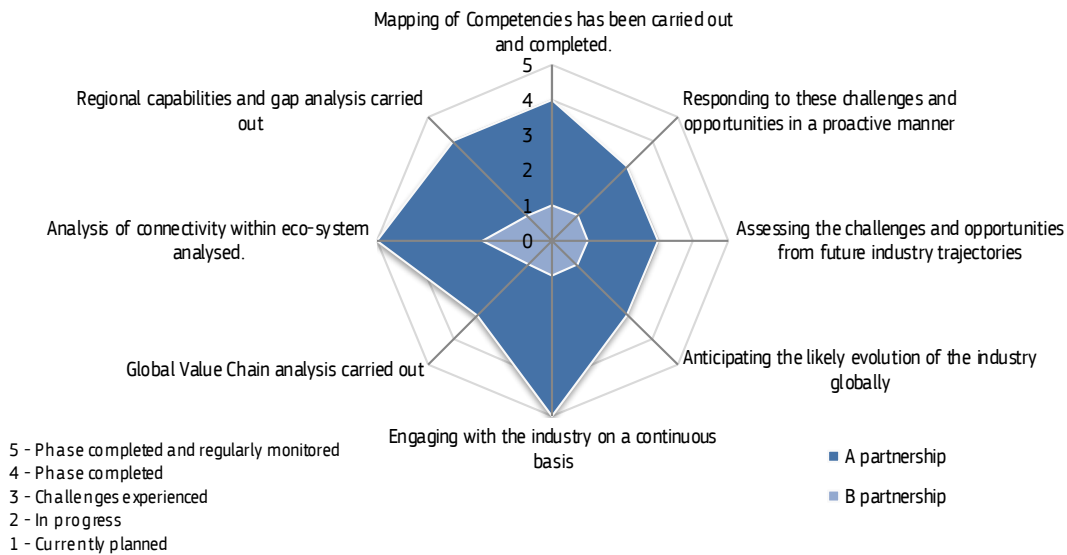 Mapping of Competencies has been carried out
and completed.
5
4
3
2
1
0
Regional capabilities and gap analysis carried
out
Responding to these challenges and
opportunities in a proactive manner
Analysis of connectivity within eco-system
analysed.
Assessing the challenges and opportunities
from future industry trajectories
Global Value Chain analysis carried out
Anticipating the likely evolution of the industry
globally
Engaging with the industry on a continuous
basis
5 - Phase completed and regularly monitored
4 - Phase completed
3 - Challenges experienced
2 - In progress
1 - Currently planned
A partnership
B partnership